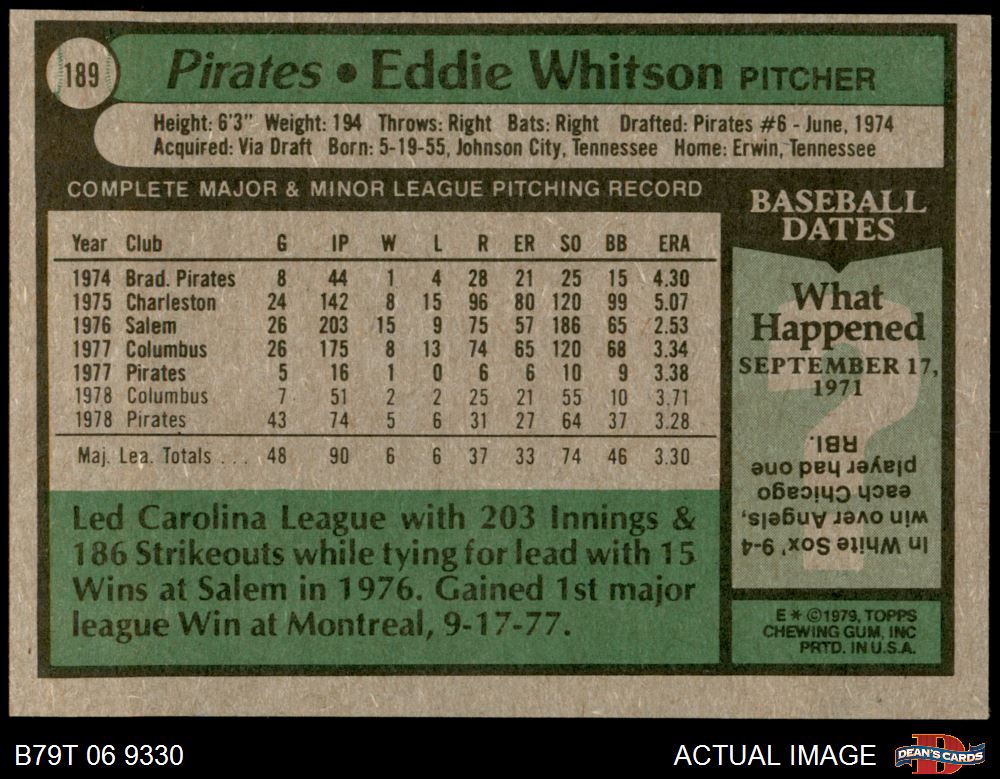 189
Pirates • Eddie Whitson PITCHER
Height: 6'3" Weight: 194 Throws: Right Bats: Right Drafted: Pirates #6 - June, 1974
Acquired: Via Draft Born: 5-19-55, Johnson City, Tennessee Home: Erwin, Tennessee
COMPLETE MAJOR & MINOR LEAGUE PITCHING RECORD
Year Club G IP W L R ER SO BB ERA
1974 Brad. Pirates 8 44 1 4 28 21 25 15 4.30
1975 Charleston 24 142 8 15 96 80 120 99 5.07
1976 Salem 26 203 15 9 75 57 186 65 2.53
1977 Columbus 26 175 8 13 74 65 120 68 3.34
1977 Pirates 5 16 1 0 6 6 10 9 3.38
1978 Columbus 7 51 2 2 25 21 55 10 3.71
1978 Pirates 43 74 5 6 31 27 64 37 3.28
Maj. Lea. Totals . . . 48 90 6 6 37 33 74 46 3.30
Led Carolina League with 203 Innings &
186 Strikeouts while tying for lead with 15
Wins at Salem in 1976. Gained 1st major
league Win at Montreal, 9-17-77.
BASEBALL
DATES
What
Happened
SEPTEMBER 17,
1971
?
In White Sox' 9-4
win over Angels,
each Chicago
player had one
RBI.
E * © 1979, TOPPS
CHEWING GUM, INC
PRTD. IN U.S.A.
B79T 06 9330
ACTUAL IMAGE
D
DEAN'S CARDS